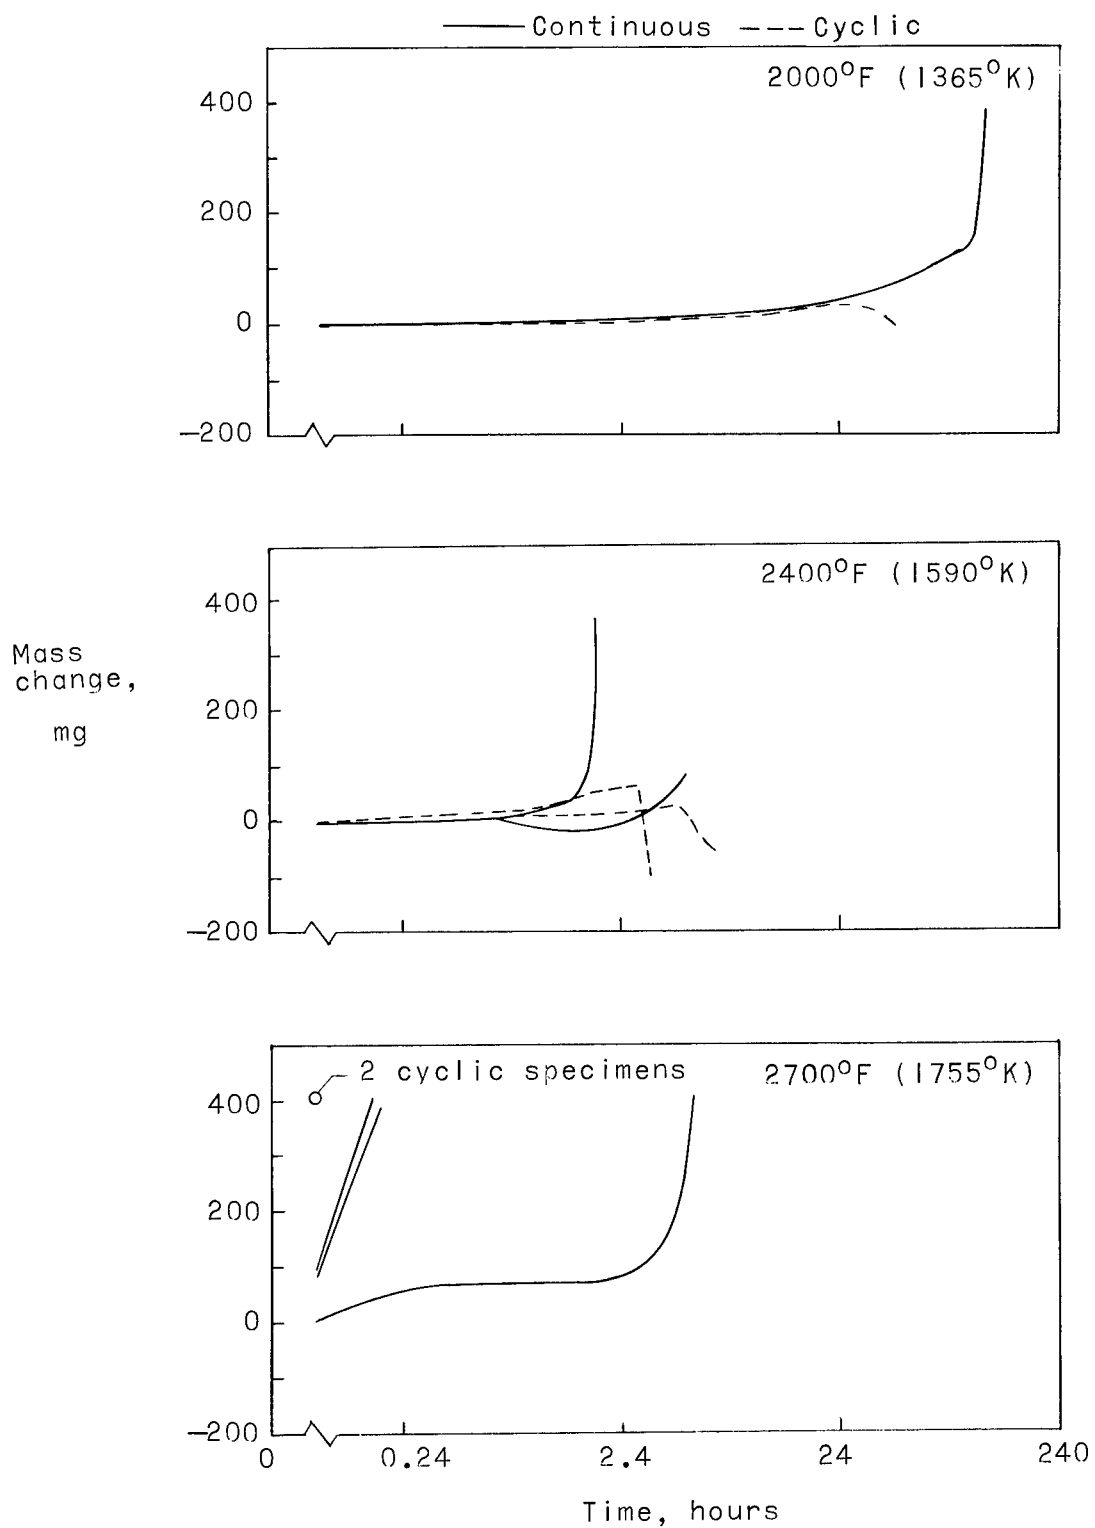 Continuous Cyclic
2000°F (1365°K)
400
200
0
−200
2400°F (1590°K)
400
200
0
−200
Mass
change,
mg
2 cyclic specimens
2700°F (1755°K)
400
200
0
−200
0 0.24 2.4 24 240
Time, hours